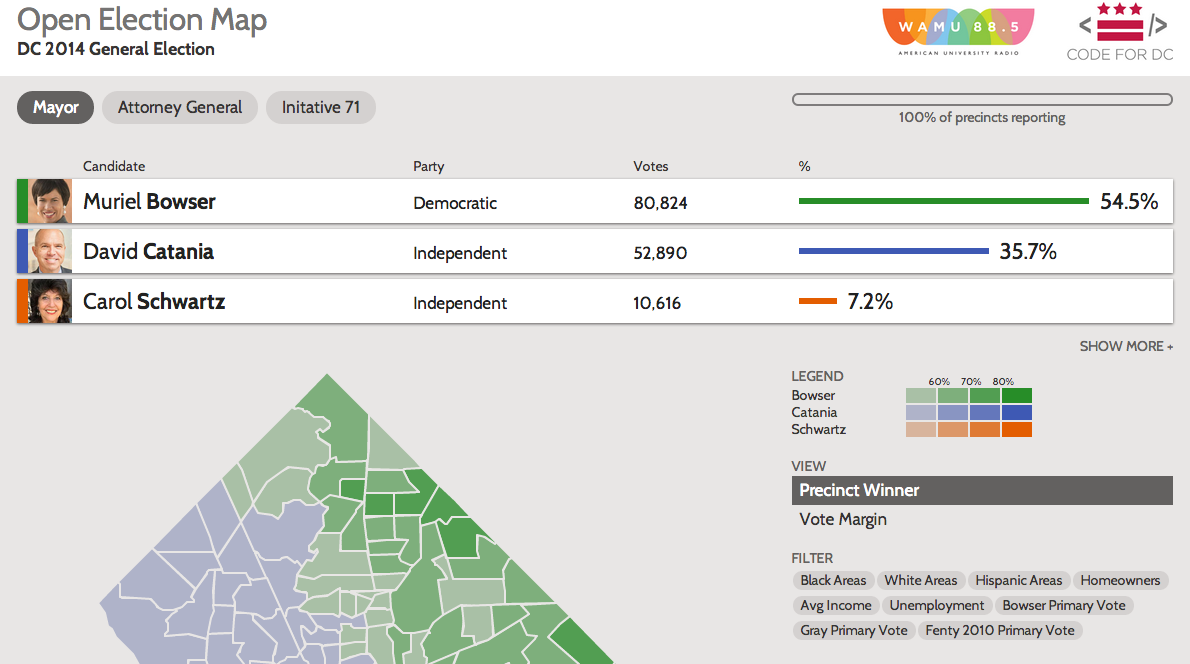 Open Election Map
DC 2014 General Election
WAMU 88.5
AMERICAN UNIVERSITY RADIO
</>
CODE FOR DC
Mayor Attorney General Initative 71
100% of precincts reporting
Candidate Party Votes %
Muriel Bowser Democratic 80,824 54.5%
David Catania Independent 52,890 35.7%
Carol Schwartz Independent 10,616 7.2%
SHOW MORE +
LEGEND
60% 70% 80%
Bowser
Catania
Schwartz
VIEW
Precinct Winner
Vote Margin
FILTER
Black Areas White Areas Hispanic Areas Homeowners
Avg Income Unemployment Bowser Primary Vote
Gray Primary Vote Fenty 2010 Primary Vote